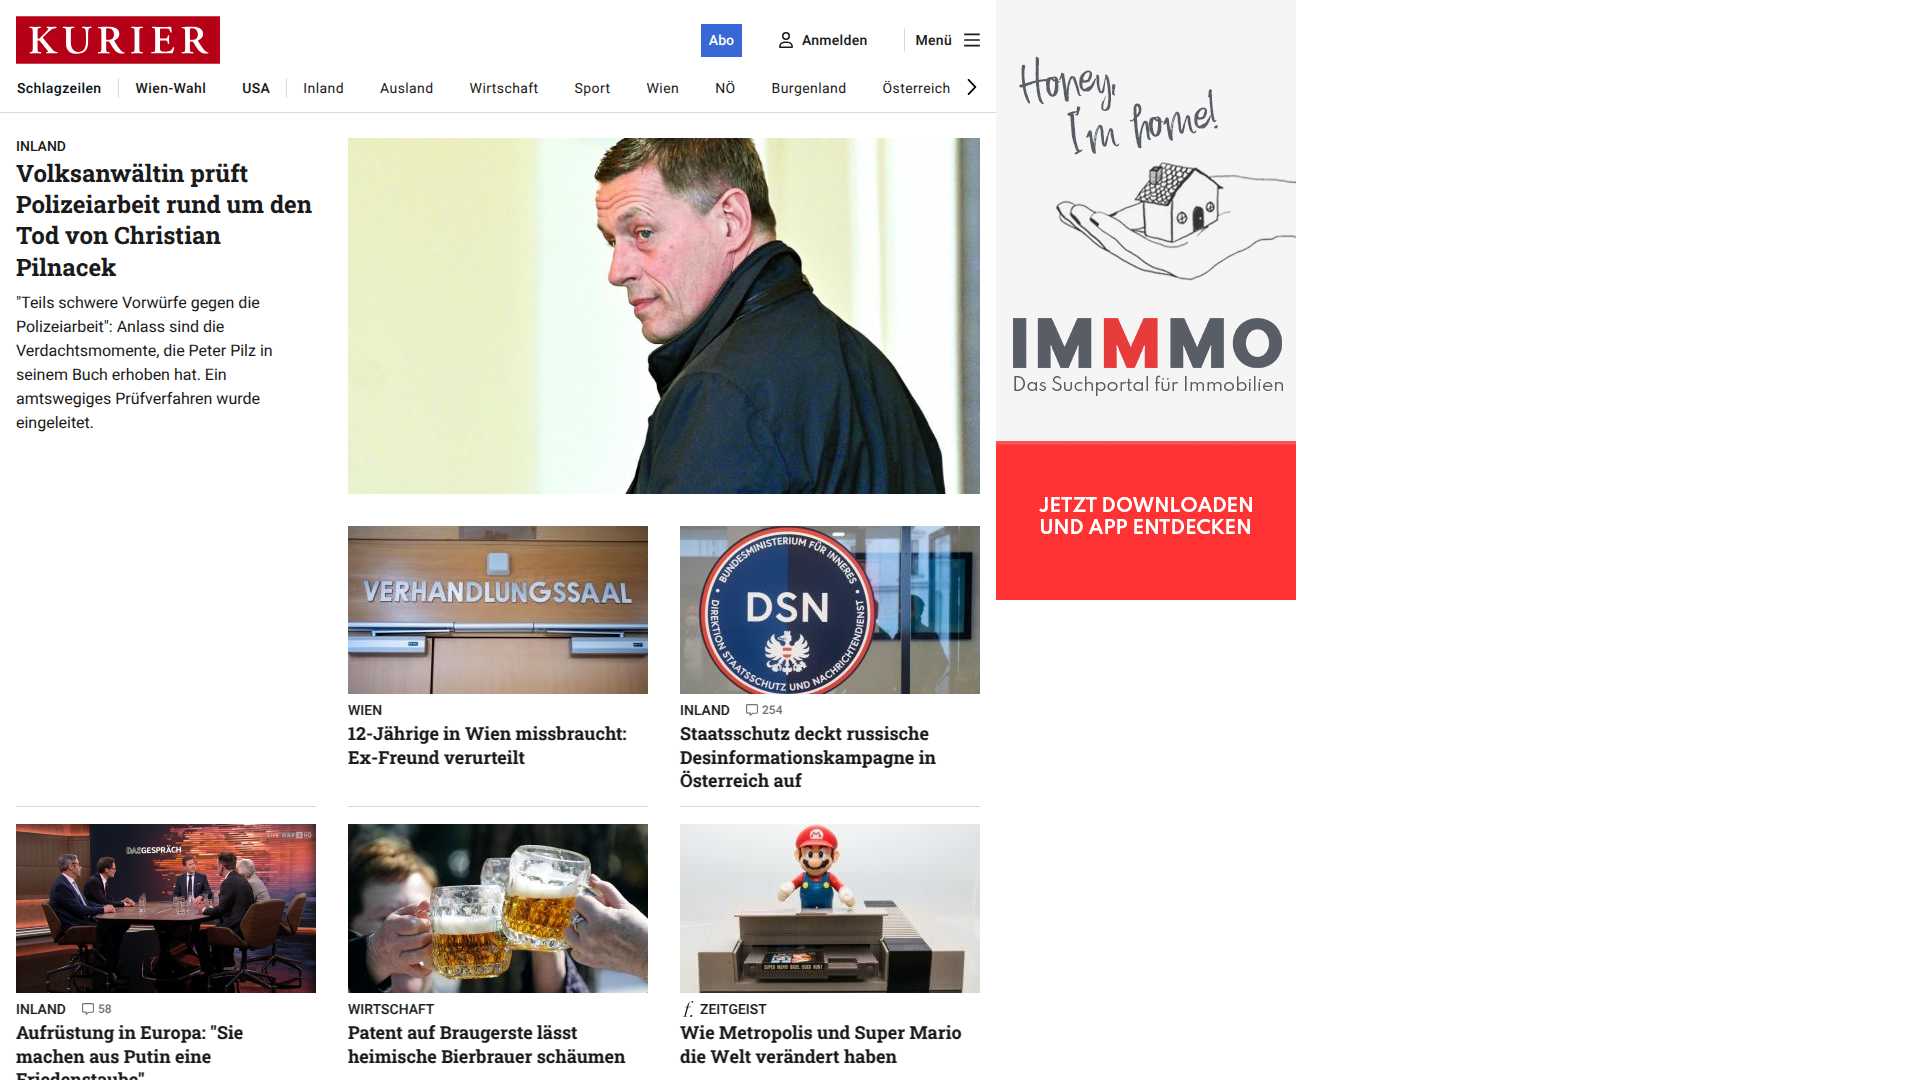 KURIER
Abo
Anmelden
Menü
Schlagzeilen
Wien-Wahl
USA
Inland
Ausland
Wirtschaft
Sport
Wien
NÖ
Burgenland
Österreich
INLAND
Volksanwältin prüft
Polizeiarbeit rund um den
Tod von Christian
Pilnacek
"Teils schwere Vorwürfe gegen die
Polizeiarbeit": Anlass sind die
Verdachtsmomente, die Peter Pilz in
seinem Buch erhoben hat. Ein
amtswegiges Prüfverfahren wurde
eingeleitet.
Honey,
I'm home!
IMMMO
Das Suchportal für Immobilien
JETZT DOWNLOADEN
UND APP ENTDECKEN
VERHANDLUNGSSAAL
WIEN
12-Jährige in Wien missbraucht:
Ex-Freund verurteilt
BUNDESMINISTERIUM FÜR INNERES
DSN
DIREKTION STAATSSCHUTZ UND NACHRICHTENDIENST
INLAND
254
Staatsschutz deckt russische
Desinformationskampagne in
Österreich auf
DAS GESPRÄCH
INLAND
58
Aufrüstung in Europa: "Sie
machen aus Putin eine
Friedenstaube"
WIRTSCHAFT
Patent auf Braugerste lässt
heimische Bierbrauer schäumen
f. ZEITGEIST
Wie Metropolis und Super Mario
die Welt verändert haben